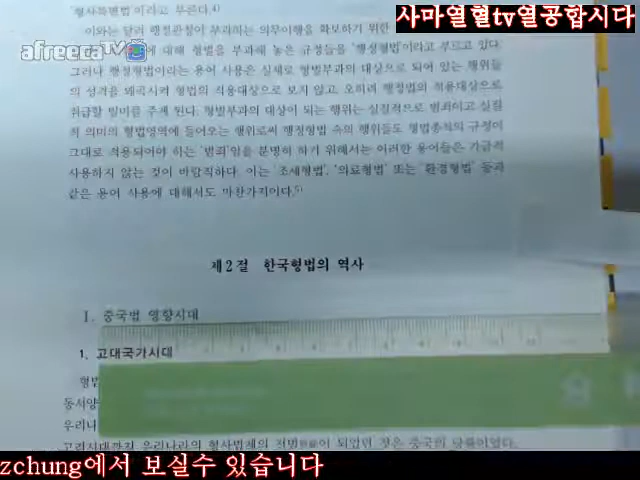 '형사특별법'이라고 부른다.4)
사마열혈tv열공합시다
이와는 달리 행정관청이 부과하는 의무이행을 확보하기 위한
afreecaTV
에 대해 형벌을 부과해 놓은 규정들을 '행정형법'이라고 부르고 있다.
그러나 행정형법이라는 용어 사용은 실제로 형벌부과의 대상으로 되어 있는 행위들
의 성격을 왜곡시켜 형법의 적용대상으로 보지 않고 오히려 행정법의 적용대상으로
취급할 빌미를 주게 된다. 형벌부과의 대상이 되는 행위는 실질적으로 범죄이고 실질
적 의미의 형법영역에 들어오는 행위로써 행정형법 속의 행위들도 형법총칙의 규정이
그대로 적용되어야 하는 '범죄'임을 분명히 하기 위해서는 이러한 용어들은 가급적
사용하지 않는 것이 바람직하다. 이는 '조세형법', '의료형법' 또는 '환경형법' 등과
같은 용어 사용에 대해서도 마찬가지이다.5)
제2절 한국형법의 역사
I. 중국법 영향시대
1. 고대국가시대
형법
동서양
우리나
고려시대까지 우리나라의 형사법제의 전범이 되었던 것은 중국의 당률이었다.
zchung에서 보실수 있습니다